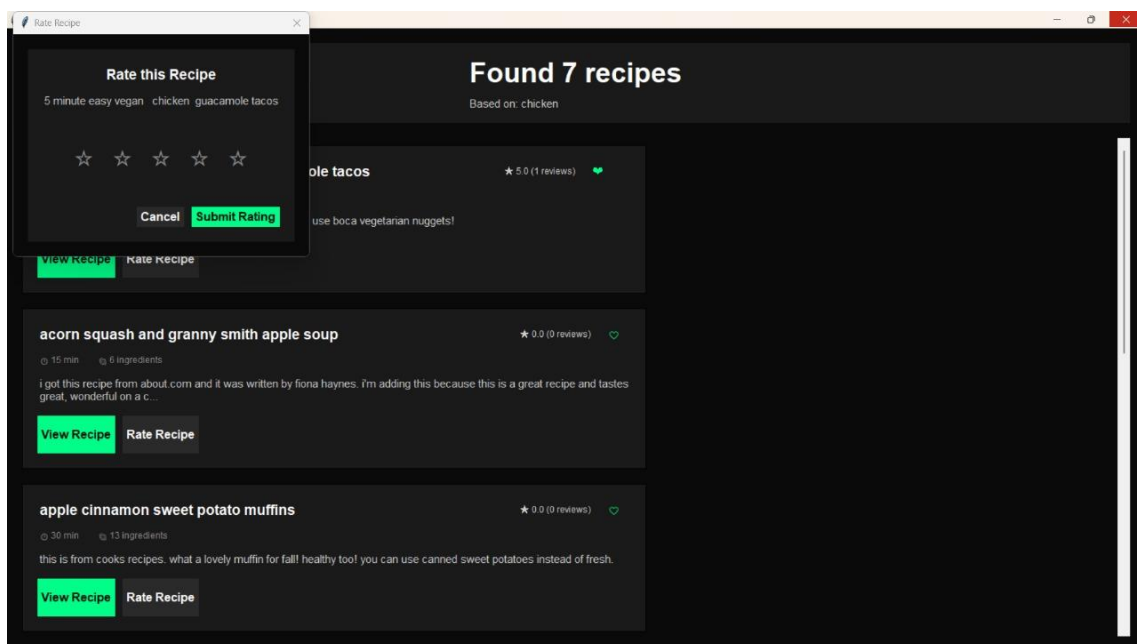 Rate Recipe
Rate this Recipe
5 minute easy vegan chicken guacamole tacos
☆ ☆ ☆ ☆ ☆
Cancel Submit Rating
Found 7 recipes
Based on: chicken
ole tacos ★ 5.0 (1 reviews)
use boca vegetarian nuggets!
View Recipe Rate Recipe
acorn squash and granny smith apple soup ★ 0.0 (0 reviews)
15 min 6 ingredients
i got this recipe from about.com and it was written by fiona haynes. i'm adding this because this is a great recipe and tastes
great, wonderful on a c...
View Recipe Rate Recipe
apple cinnamon sweet potato muffins ★ 0.0 (0 reviews)
30 min 13 ingredients
this is from cooks recipes. what a lovely muffin for fall! healthy too! you can use canned sweet potatoes instead of fresh.
View Recipe Rate Recipe